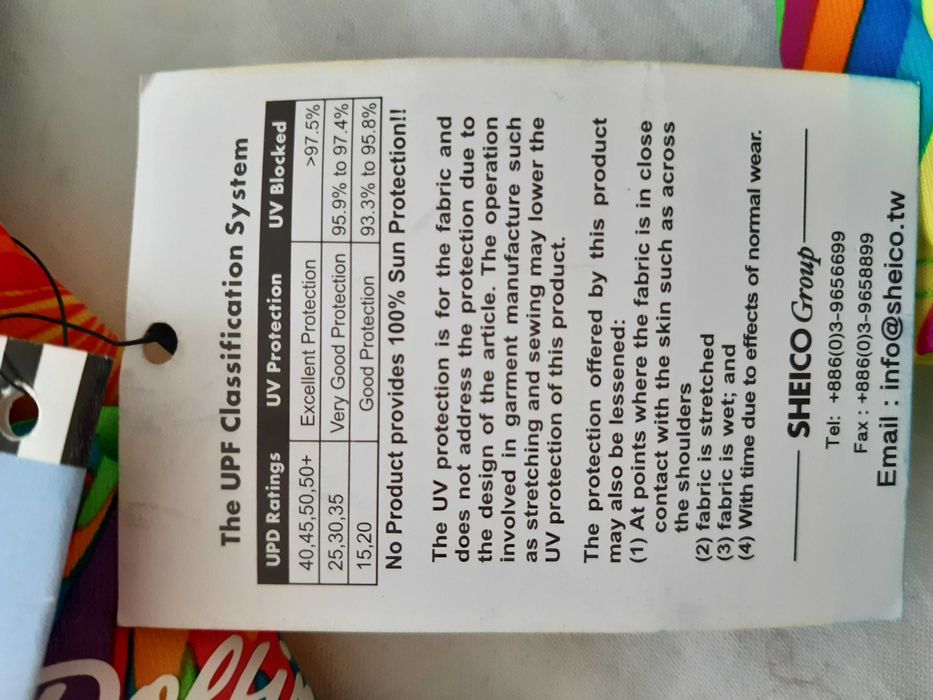 The UPF Classification System
UPD Ratings UV Protection UV Blocked
40,45,50,50+ Excellent Protection >97.5%
25,30,35 Very Good Protection 95.9% to 97.4%
15,20 Good Protection 93.3% to 95.8%
No Product provides 100% Sun Protection!!
The UV protection is for the fabric and
does not address the protection due to
the design of the article. The operation
involved in garment manufacture such
as stretching and sewing may lower the
UV protection of this product.
The protection offered by this product
may also be lessened:
(1) At points where the fabric is in close
contact with the skin such as across
the shoulders
(2) fabric is stretched
(3) fabric is wet; and
(4) With time due to effects of normal wear.
SHEICO Group
Tel: +886(0)3-9656699
Fax : +886(0)3-9658899
Email : info@sheico.tw